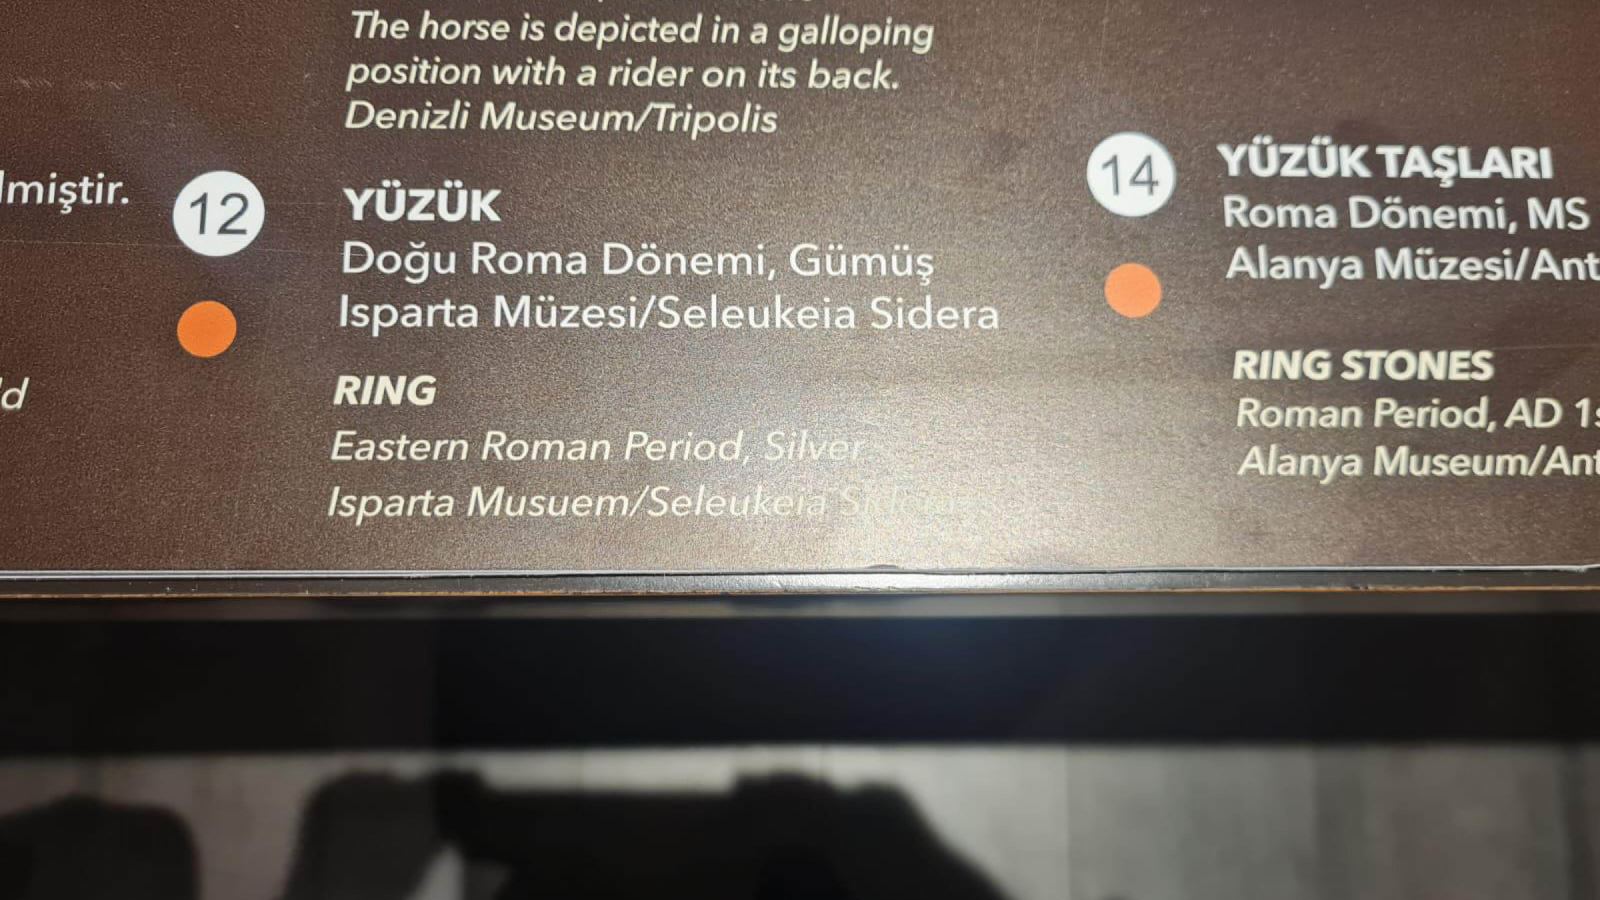 The horse is depicted in a galloping
position with a rider on its back.
Denizli Museum/Tripolis
lmiştir.
d
12
YÜZÜK
Doğu Roma Dönemi, Gümüş
Isparta Müzesi/Seleukeia Sidera
RING
Eastern Roman Period, Silver
Isparta Musuem/Seleukeia Sidera
14
YÜZÜK TAŞLARI
Roma Dönemi, MS
Alanya Müzesi/Ant
RING STONES
Roman Period, AD 1s
Alanya Museum/Ant